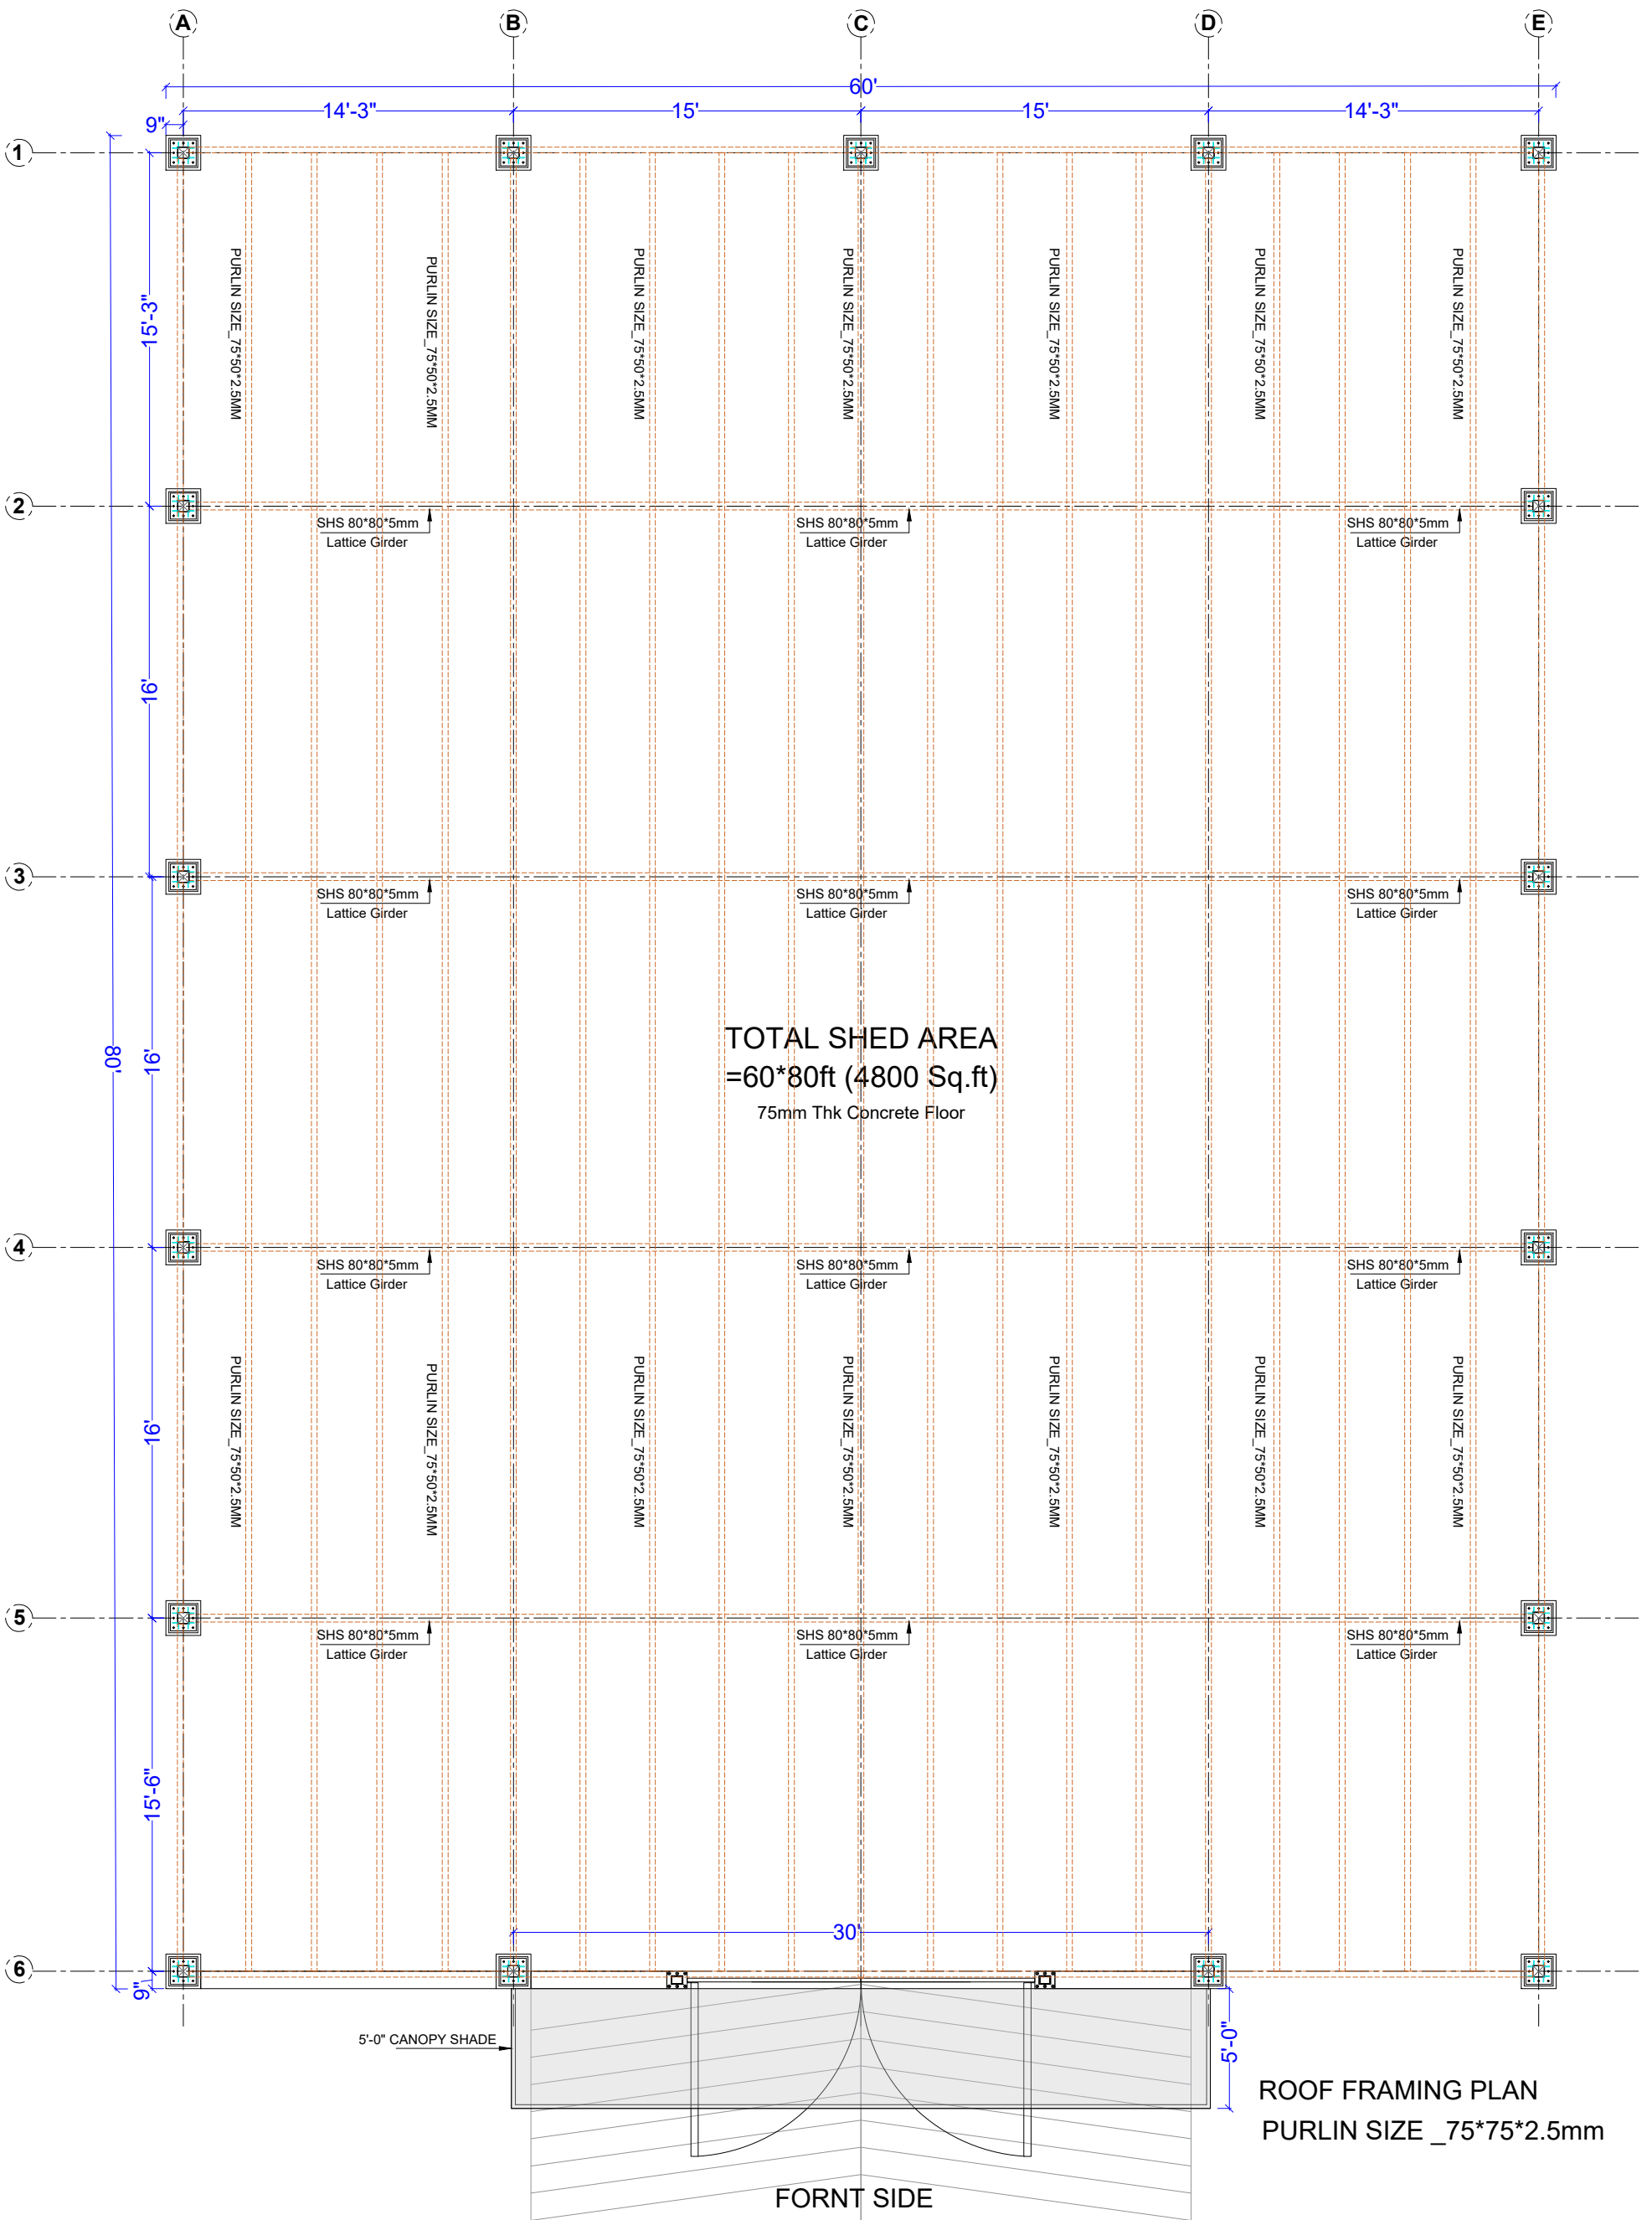 A
B
C
D
E
60'
14'-3"
15'
15'
14'-3"
9"
1
PURLIN SIZE_75*50*2.5MM
PURLIN SIZE_75*50*2.5MM
PURLIN SIZE_75*50*2.5MM
PURLIN SIZE_75*50*2.5MM
PURLIN SIZE_75*50*2.5MM
PURLIN SIZE_75*50*2.5MM
PURLIN SIZE_75*50*2.5MM
15'-3"
2
SHS 80*80*5mm
Lattice Girder
SHS 80*80*5mm
Lattice Girder
SHS 80*80*5mm
Lattice Girder
16'
3
SHS 80*80*5mm
Lattice Girder
SHS 80*80*5mm
Lattice Girder
SHS 80*80*5mm
Lattice Girder
80'
16'
TOTAL SHED AREA
=60*80ft (4800 Sq.ft)
75mm Thk Concrete Floor
4
SHS 80*80*5mm
Lattice Girder
SHS 80*80*5mm
Lattice Girder
SHS 80*80*5mm
Lattice Girder
PURLIN SIZE_75*50*2.5MM
PURLIN SIZE_75*50*2.5MM
PURLIN SIZE_75*50*2.5MM
PURLIN SIZE_75*50*2.5MM
PURLIN SIZE_75*50*2.5MM
PURLIN SIZE_75*50*2.5MM
PURLIN SIZE_75*50*2.5MM
16'
5
SHS 80*80*5mm
Lattice Girder
SHS 80*80*5mm
Lattice Girder
SHS 80*80*5mm
Lattice Girder
15'-6"
30'
6
9"
5'-0" CANOPY SHADE
5'-0"
ROOF FRAMING PLAN
PURLIN SIZE _75*75*2.5mm
FORNT SIDE